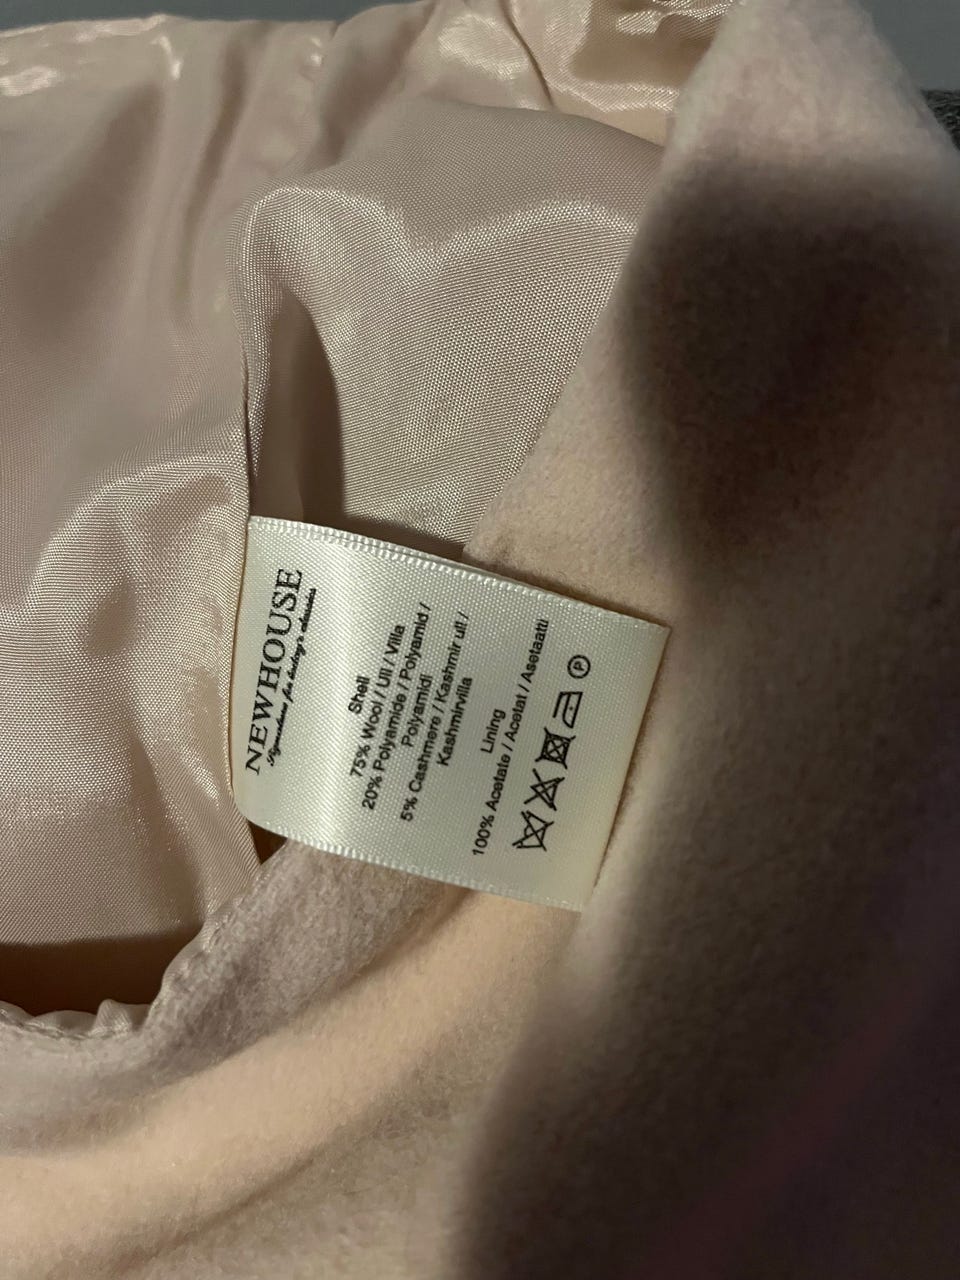 NEWHOUSE
Shell
75% Wool / Ull / Villa
20% Polyamide / Polyamid /
Polyamidi
5% Cashmere / Kashmir ull /
Kashmirvilla
Lining
100% Acetate / Acetat / Asetaatti
P